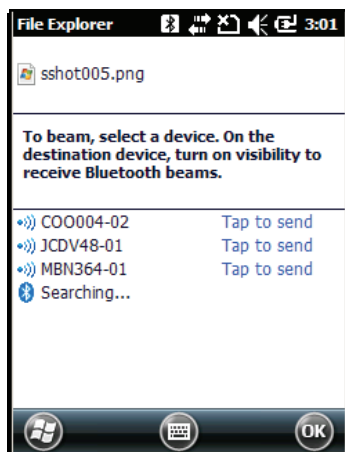 File Explorer 3:01
sshot005.png
To beam, select a device. On the
destination device, turn on visibility to
receive Bluetooth beams.
COO004-02 Tap to send
JCDV48-01 Tap to send
MBN364-01 Tap to send
Searching...
OK